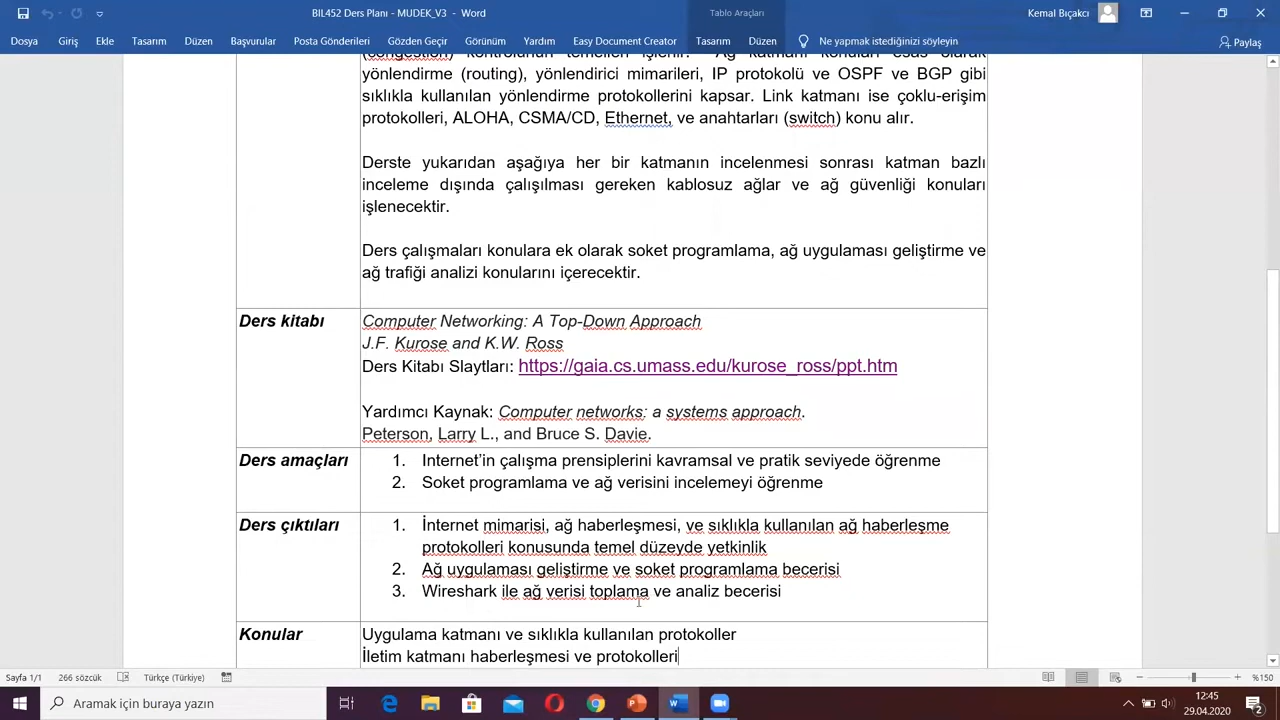 BIL452 Ders Planı - MUDEK_V3 - Word
Tablo Araçları
Kemal Bıçakcı
Dosya Giriş Ekle Tasarım Düzen Başvurular Posta Gönderileri Gözden Geçir Görünüm Yardım Easy Document Creator Tasarım Düzen Ne yapmak istediğinizi söyleyin Paylaş
yönlendirme (routing), yönlendirici mimarileri, IP protokolü ve OSPF ve BGP gibi
sıklıkla kullanılan yönlendirme protokollerini kapsar. Link katmanı ise çoklu-erişim
protokolleri, ALOHA, CSMA/CD, Ethernet, ve anahtarları (switch) konu alır.
Derste yukarıdan aşağıya her bir katmanın incelenmesi sonrası katman bazlı
inceleme dışında çalışılması gereken kablosuz ağlar ve ağ güvenliği konuları
işlenecektir.
Ders çalışmaları konulara ek olarak soket programlama, ağ uygulaması geliştirme ve
ağ trafiği analizi konularını içerecektir.
Ders kitabı
Computer Networking: A Top-Down Approach
J.F. Kurose and K.W. Ross
Ders Kitabı Slaytları: https://gaia.cs.umass.edu/kurose_ross/ppt.htm
Yardımcı Kaynak: Computer networks: a systems approach.
Peterson, Larry L., and Bruce S. Davie.
Ders amaçları
1. Internet'in çalışma prensiplerini kavramsal ve pratik seviyede öğrenme
2. Soket programlama ve ağ verisini incelemeyi öğrenme
Ders çıktıları
1. İnternet mimarisi, ağ haberleşmesi, ve sıklıkla kullanılan ağ haberleşme
protokolleri konusunda temel düzeyde yetkinlik
2. Ağ uygulaması geliştirme ve soket programlama becerisi
3. Wireshark ile ağ verisi toplama ve analiz becerisi
Konular
Uygulama katmanı ve sıklıkla kullanılan protokoller
İletim katmanı haberleşmesi ve protokolleri
Sayfa 1/1 266 sözcük Türkçe (Türkiye) %150
Aramak için buraya yazın
12:45
29.04.2020
2